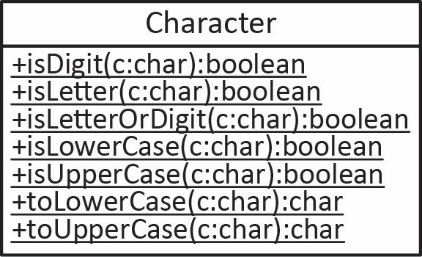 Character
+isDigit(c:char):boolean
+isLetter(c:char):boolean
+isLetterOrDigit(c:char):boolean
+isLowerCase(c:char):boolean
+isUpperCase(c:char):boolean
+toLowerCase(c:char):char
+toUpperCase(c:char):char